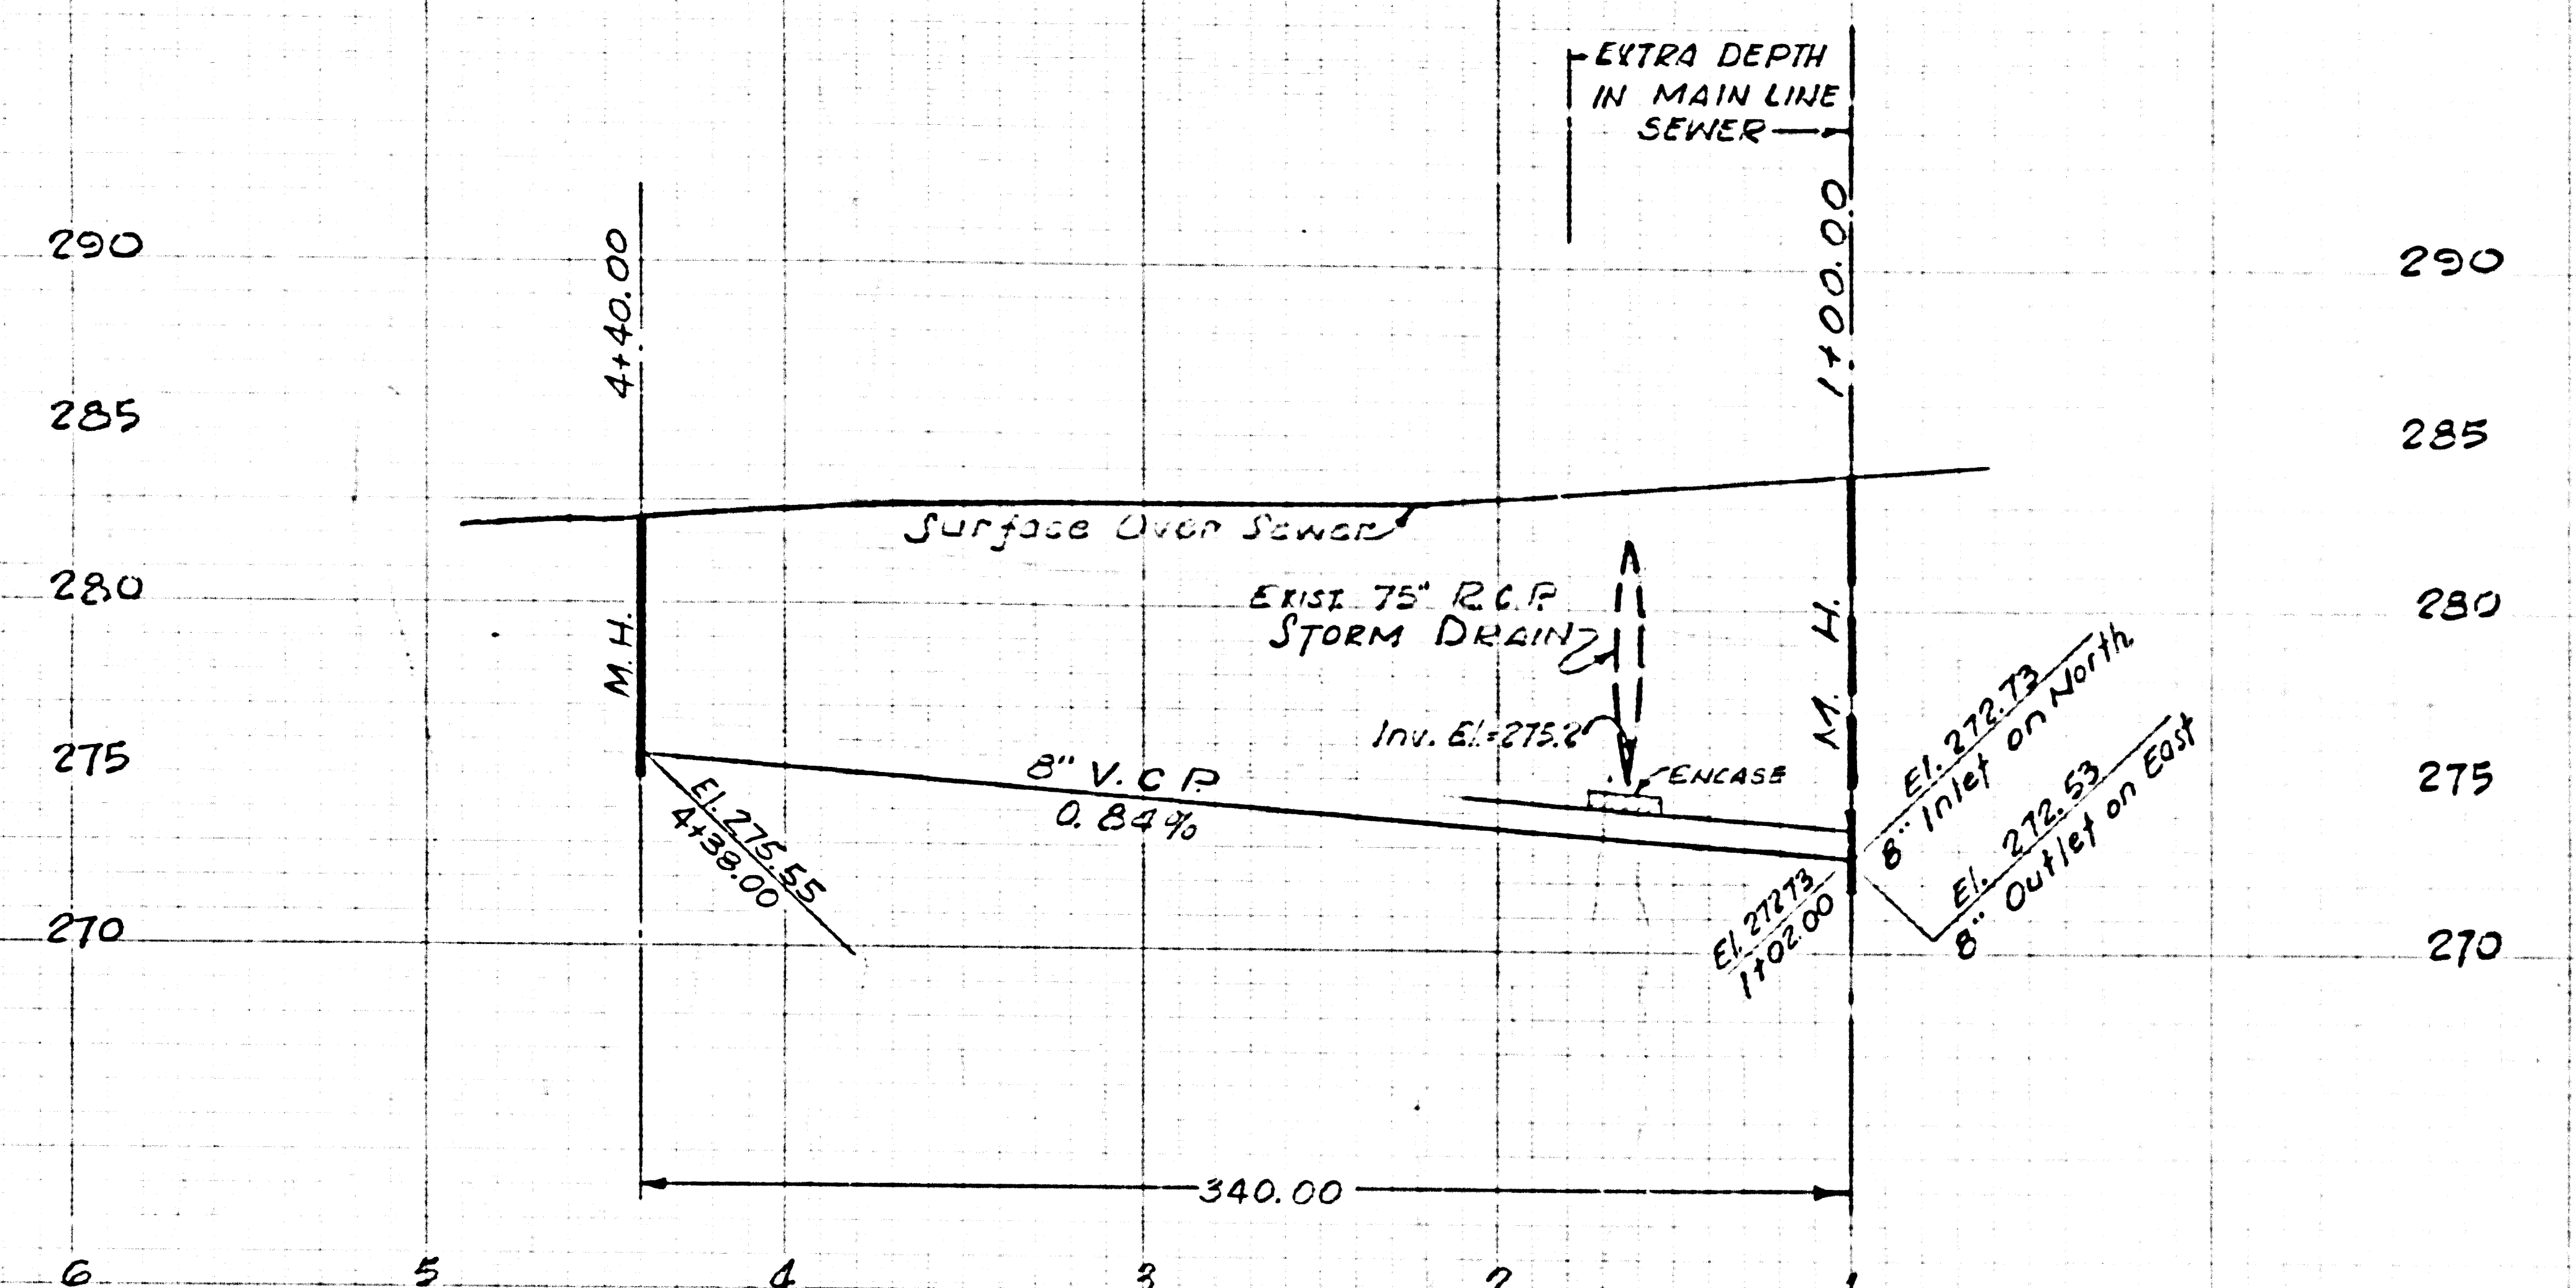 EXTRA DEPTH
IN MAIN LINE
SEWER
4+40.00
1+00.00
290
290
285
285
Surface Over Sewer
280
280
EXIST. 75" R.C.P.
STORM DRAIN
M.H.
M. H.
Inv. El.=275.2
ENCASE
275
275
8" V.C.P.
0.84%
El. 275.55
4+38.00
El. 272.73
8" Inlet on North
El. 272.53
8" Outlet on East
El. 27273
1+02.00
270
270
340.00
6 5 4 3 2 1